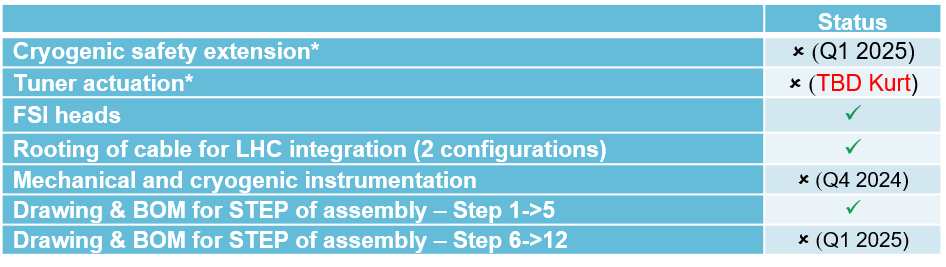 Status
Cryogenic safety extension* × (Q1 2025)
Tuner actuation* × (TBD Kurt)
FSI heads ✓
Rooting of cable for LHC integration (2 configurations) ✓
Mechanical and cryogenic instrumentation × (Q4 2024)
Drawing & BOM for STEP of assembly – Step 1->5 ✓
Drawing & BOM for STEP of assembly – Step 6->12 × (Q1 2025)